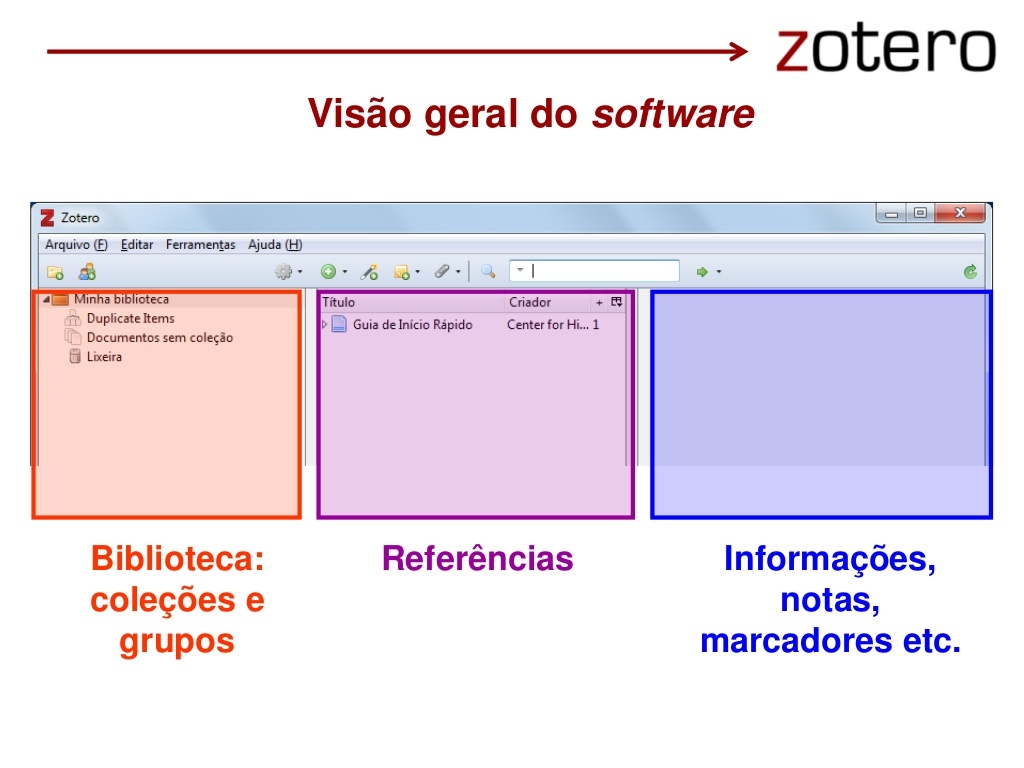 zotero
Visão geral do software
Zotero
Arquivo (F) Editar Ferramentas Ajuda (H)
Minha biblioteca
Duplicate Items
Documentos sem coleção
Lixeira
Título Criador +
Guia de Início Rápido Center for Hi... 1
Biblioteca:
coleções e
grupos
Referências
Informações,
notas,
marcadores etc.